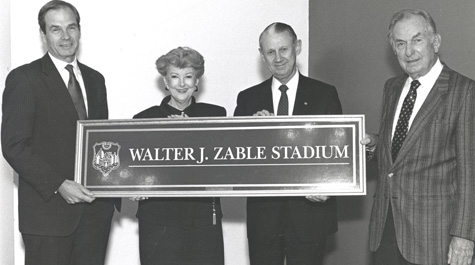 WALTER J. ZABLE STADIUM